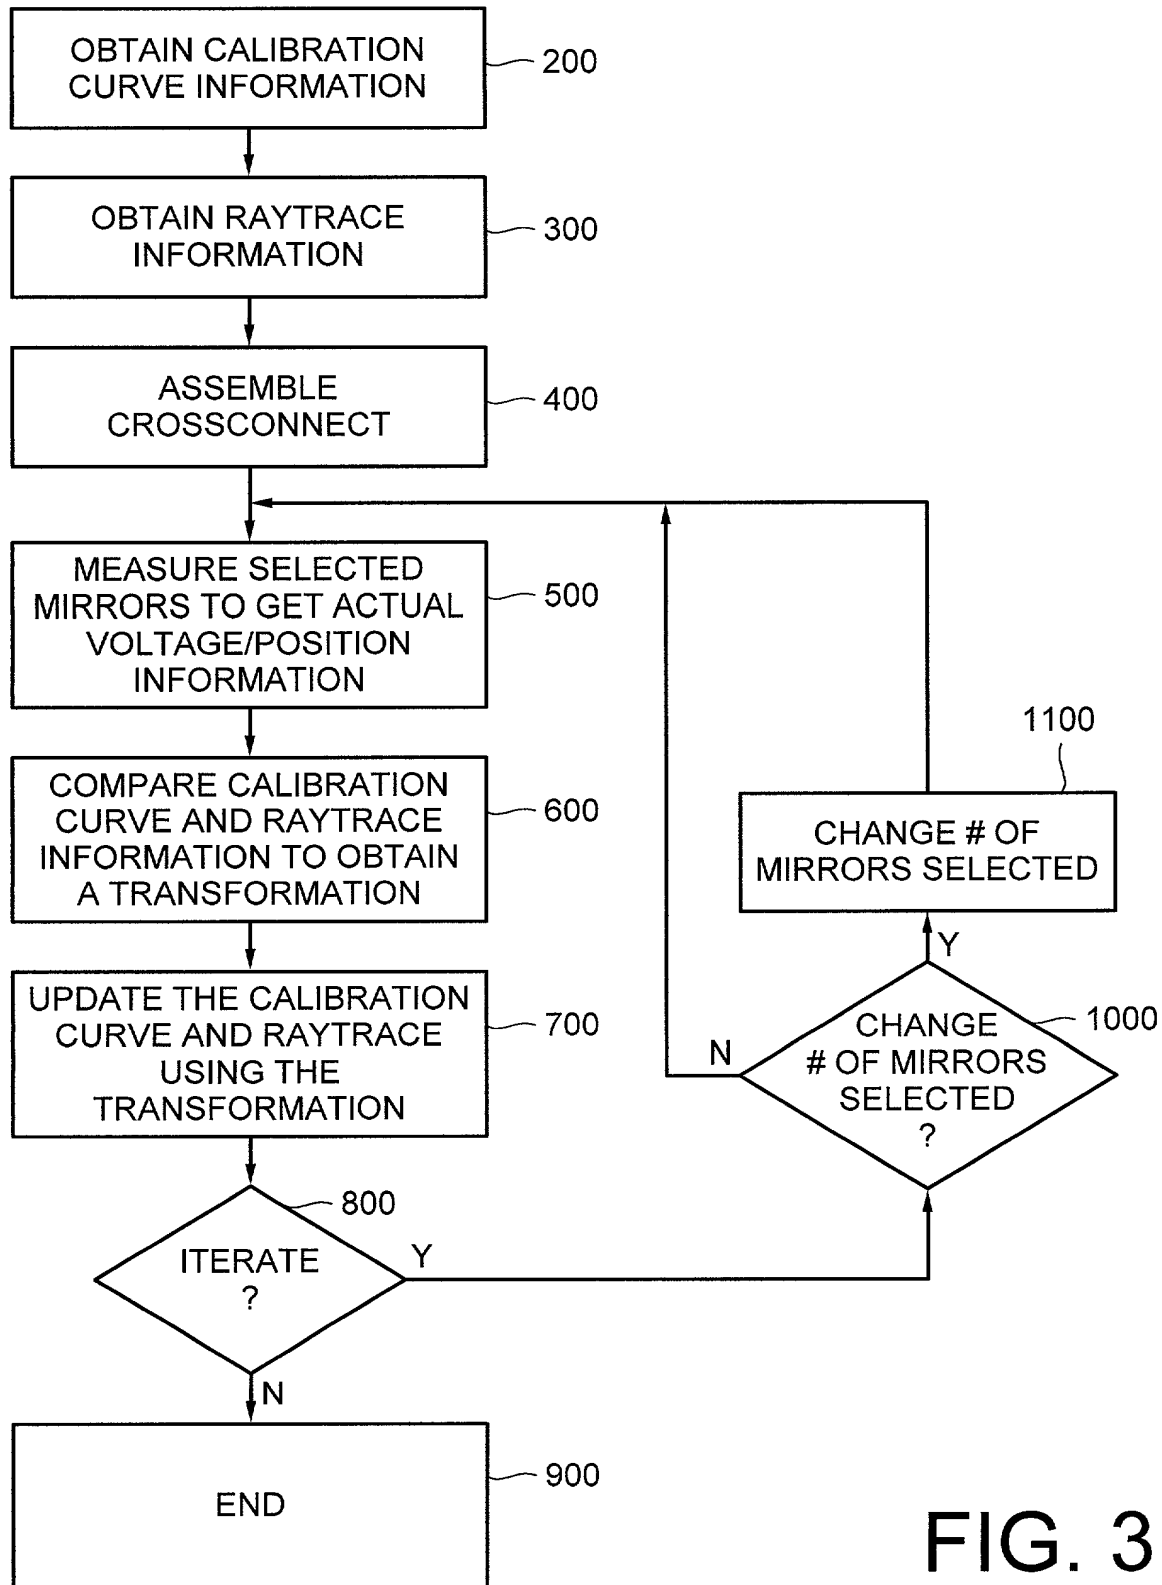 OBTAIN CALIBRATION
CURVE INFORMATION
200
OBTAIN RAYTRACE
INFORMATION
300
ASSEMBLE
CROSSCONNECT
400
MEASURE SELECTED
MIRRORS TO GET ACTUAL
VOLTAGE/POSITION
INFORMATION
500
COMPARE CALIBRATION
CURVE AND RAYTRACE
INFORMATION TO OBTAIN
A TRANSFORMATION
600
UPDATE THE CALIBRATION
CURVE AND RAYTRACE
USING THE
TRANSFORMATION
700
ITERATE
?
800
Y
N
END
900
CHANGE
# OF MIRRORS
SELECTED
?
1000
N
Y
CHANGE # OF
MIRRORS SELECTED
1100
FIG. 3